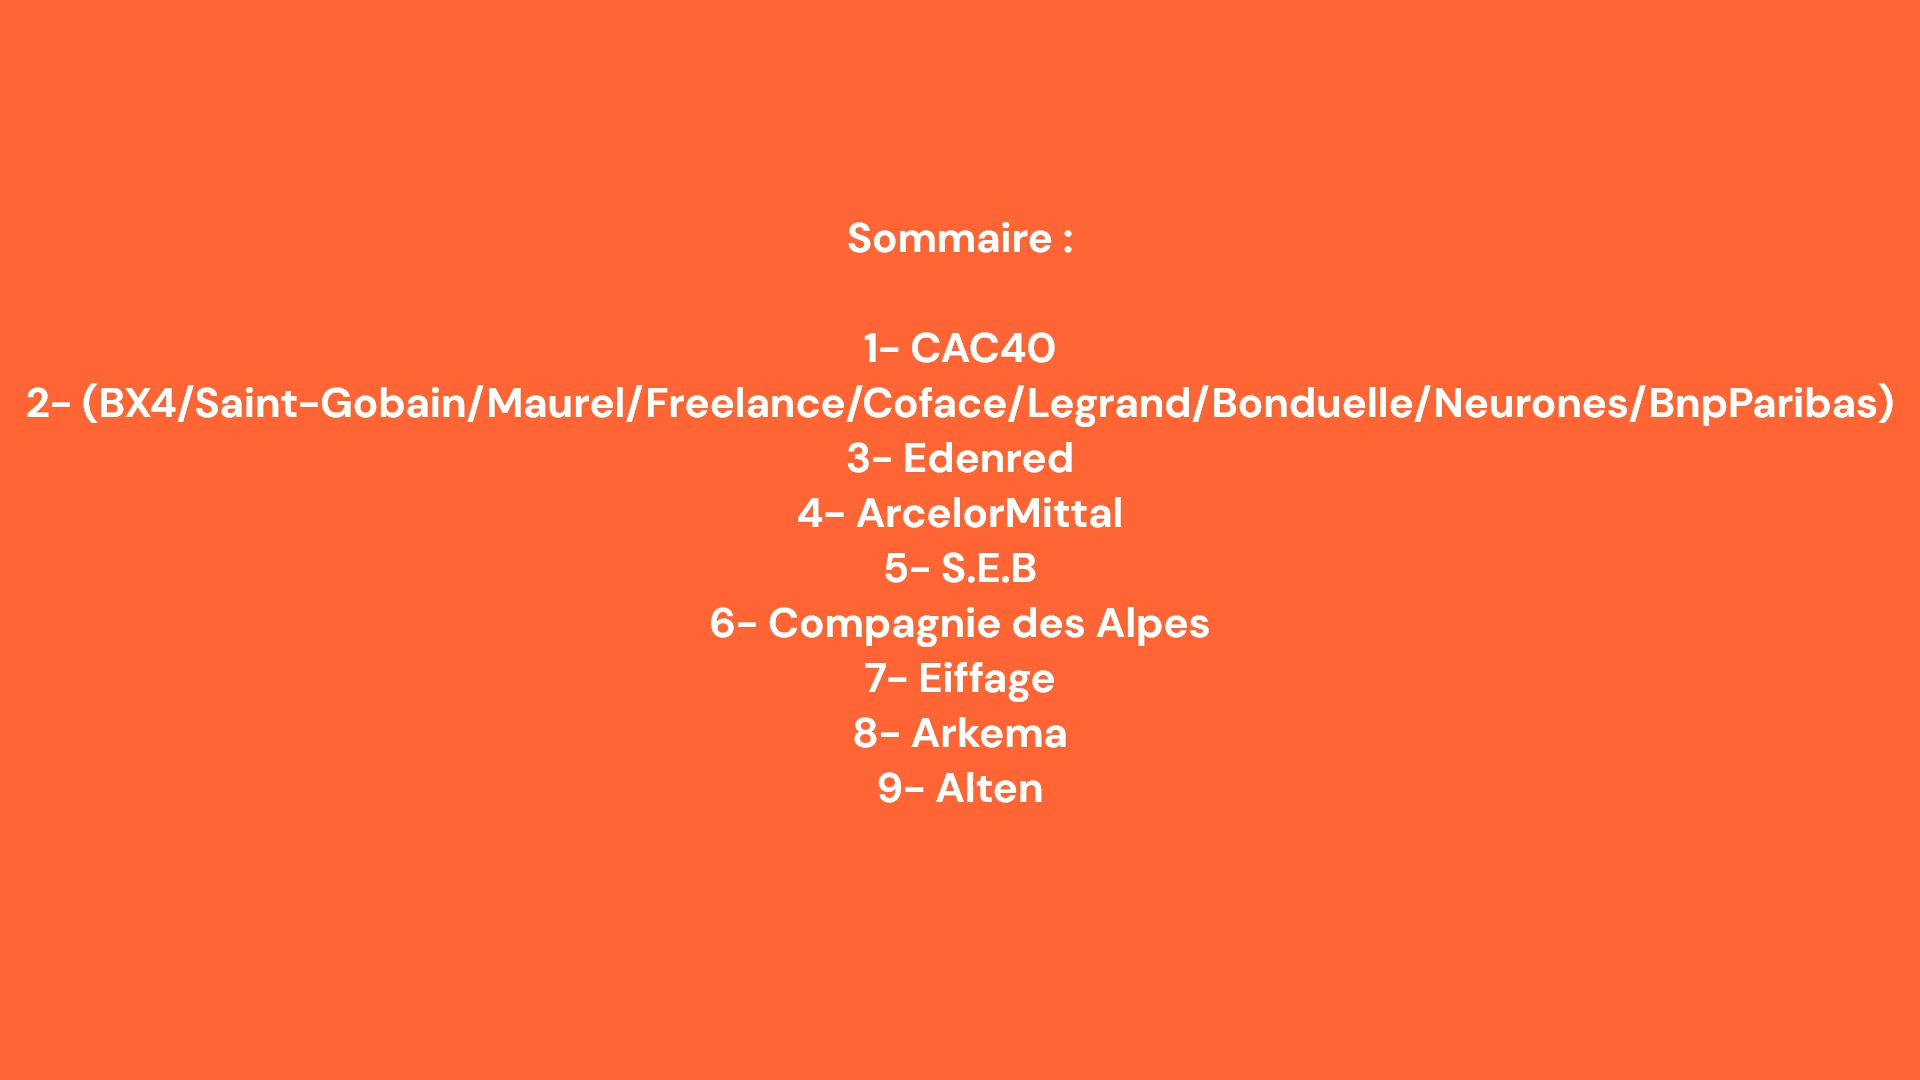 Sommaire :
1- CAC40
2- (BX4/Saint-Gobain/Maurel/Freelance/Coface/Legrand/Bonduelle/Neurones/BnpParibas)
3- Edenred
4- ArcelorMittal
5- S.E.B
6- Compagnie des Alpes
7- Eiffage
8- Arkema
9- Alten